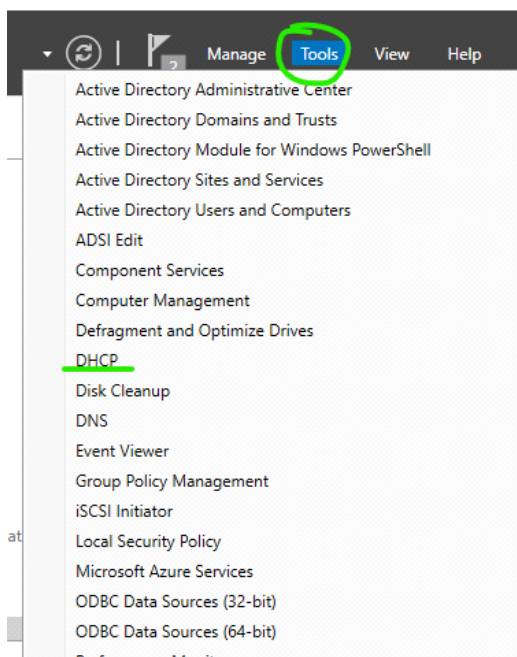 2 Manage Tools View Help
Active Directory Administrative Center
Active Directory Domains and Trusts
Active Directory Module for Windows PowerShell
Active Directory Sites and Services
Active Directory Users and Computers
ADSI Edit
Component Services
Computer Management
Defragment and Optimize Drives
DHCP
Disk Cleanup
DNS
Event Viewer
Group Policy Management
iSCSI Initiator
at
Local Security Policy
Microsoft Azure Services
ODBC Data Sources (32-bit)
ODBC Data Sources (64-bit)